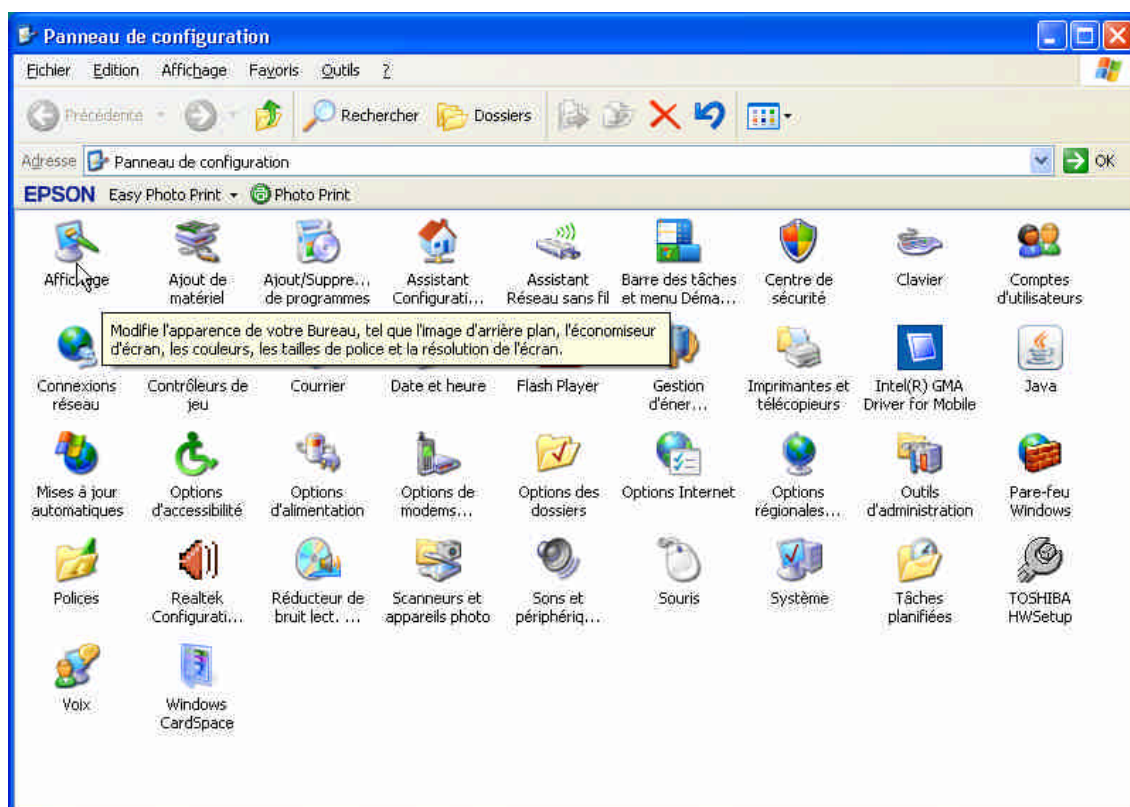 Panneau de configuration
Fichier Edition Affichage Favoris Outils ?
Précédente Rechercher Dossiers
Adresse Panneau de configuration OK
EPSON Easy Photo Print Photo Print
Affichage
Ajout de
matériel
Ajout/Suppre...
de programmes
Assistant
Configurati...
Assistant
Réseau sans fil
Barre des tâches
et menu Déma...
Centre de
sécurité
Clavier
Comptes
d'utilisateurs
Modifie l'apparence de votre Bureau, tel que l'image d'arrière plan, l'économiseur
d'écran, les couleurs, les tailles de police et la résolution de l'écran.
Connexions
réseau
Contrôleurs de
jeu
Courrier
Date et heure
Flash Player
Gestion
d'éner...
Imprimantes et
télécopieurs
Intel(R) GMA
Driver for Mobile
Java
Mises à jour
automatiques
Options
d'accessibilité
Options
d'alimentation
Options de
modems...
Options des
dossiers
Options Internet
Options
régionales...
Outils
d'administration
Pare-feu
Windows
Polices
Realtek
Configurati...
Réducteur de
bruit lect. ...
Scanneurs et
appareils photo
Sons et
périphériq...
Souris
Système
Tâches
planifiées
TOSHIBA
HWSetup
Voix
Windows
CardSpace